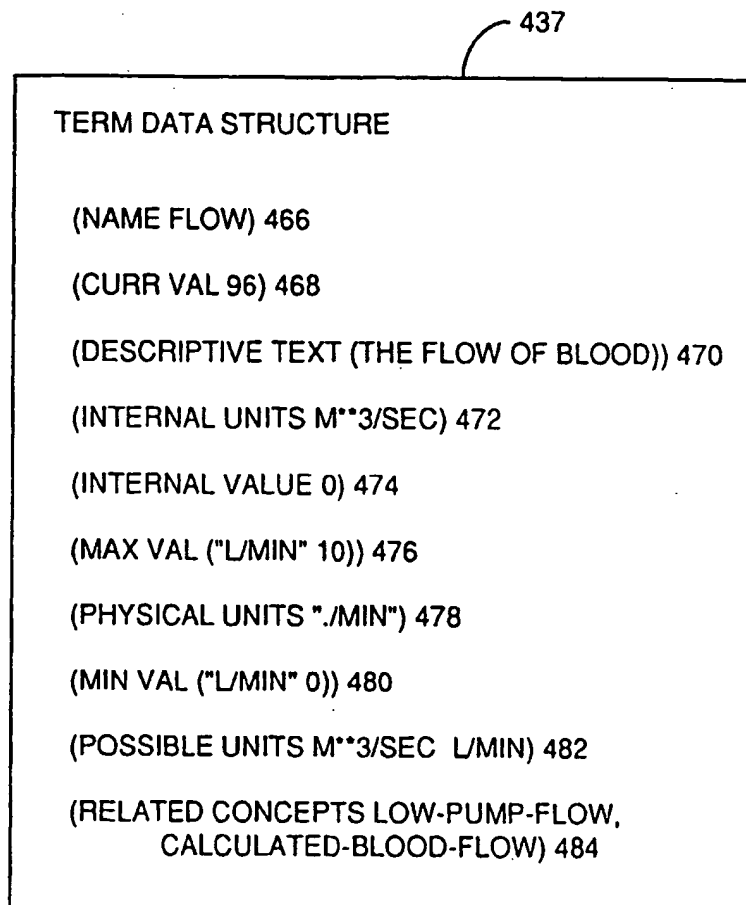 437
TERM DATA STRUCTURE
(NAME FLOW) 466
(CURR VAL 96) 468
(DESCRIPTIVE TEXT (THE FLOW OF BLOOD)) 470
(INTERNAL UNITS M**3/SEC) 472
(INTERNAL VALUE 0) 474
(MAX VAL ("L/MIN" 10)) 476
(PHYSICAL UNITS "./MIN") 478
(MIN VAL ("L/MIN" 0)) 480
(POSSIBLE UNITS M**3/SEC L/MIN) 482
(RELATED CONCEPTS LOW-PUMP-FLOW,
CALCULATED-BLOOD-FLOW) 484